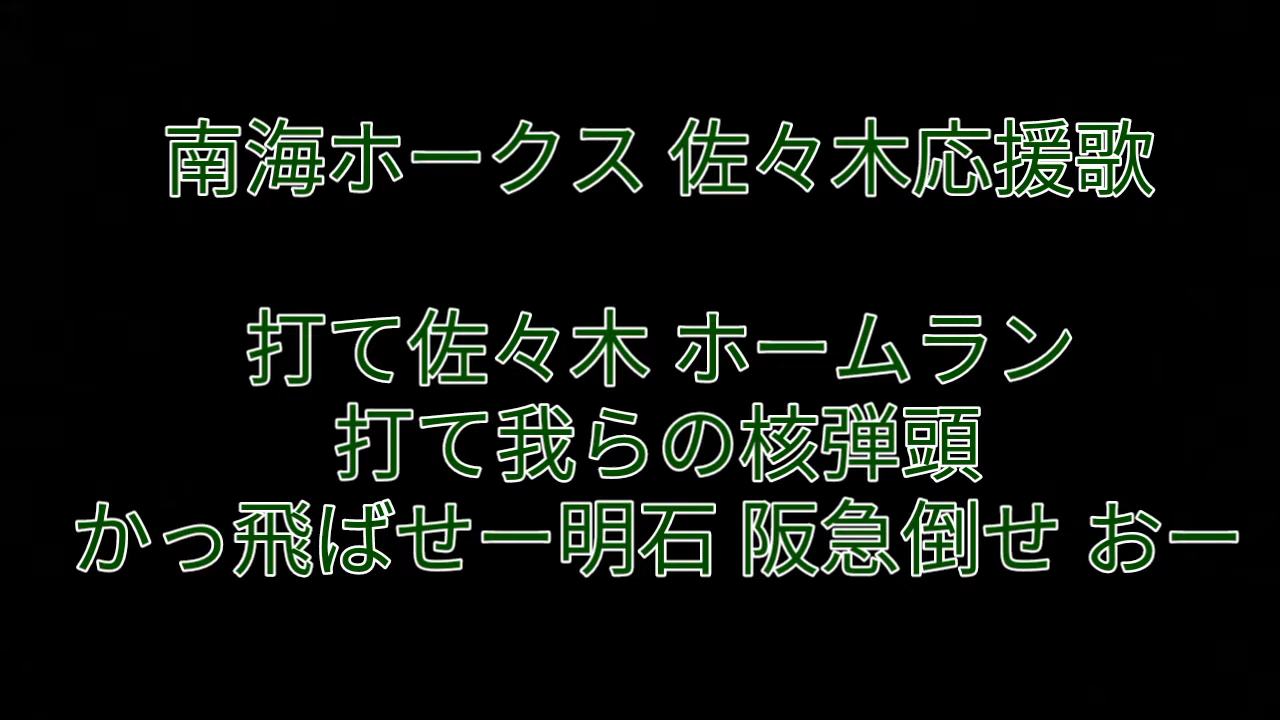 南海ホークス 佐々木応援歌
打て佐々木 ホームラン
打て我らの核弾頭
かっ飛ばせー明石 阪急倒せ おー